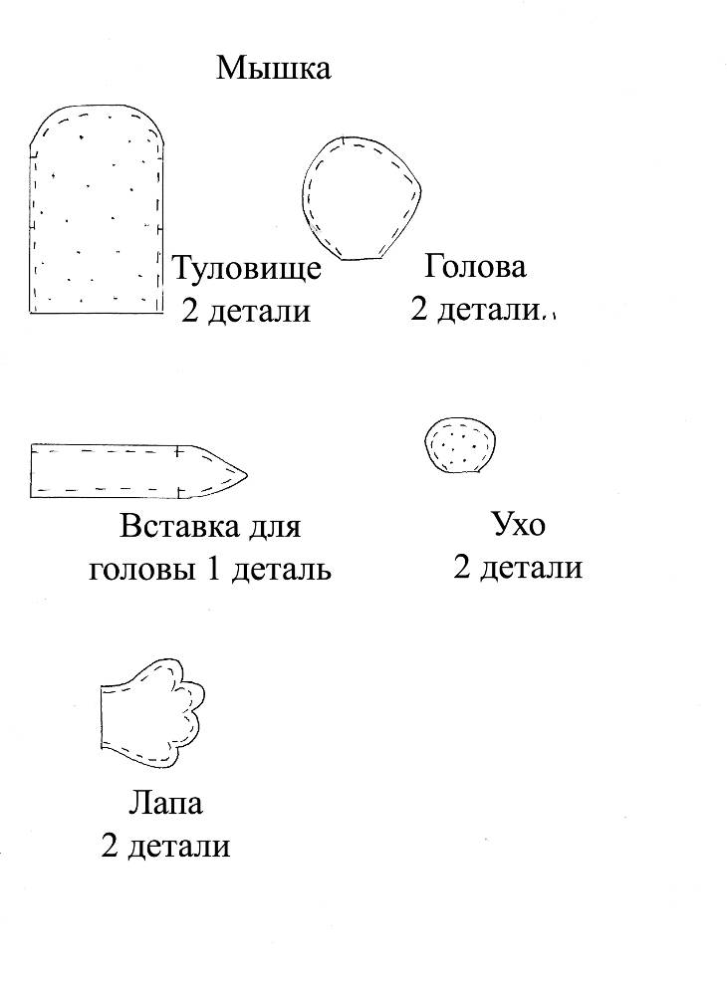 Мышка
Туловище
2 детали
Голова
2 детали.
Вставка для
головы 1 деталь
Ухо
2 детали
Лапа
2 детали